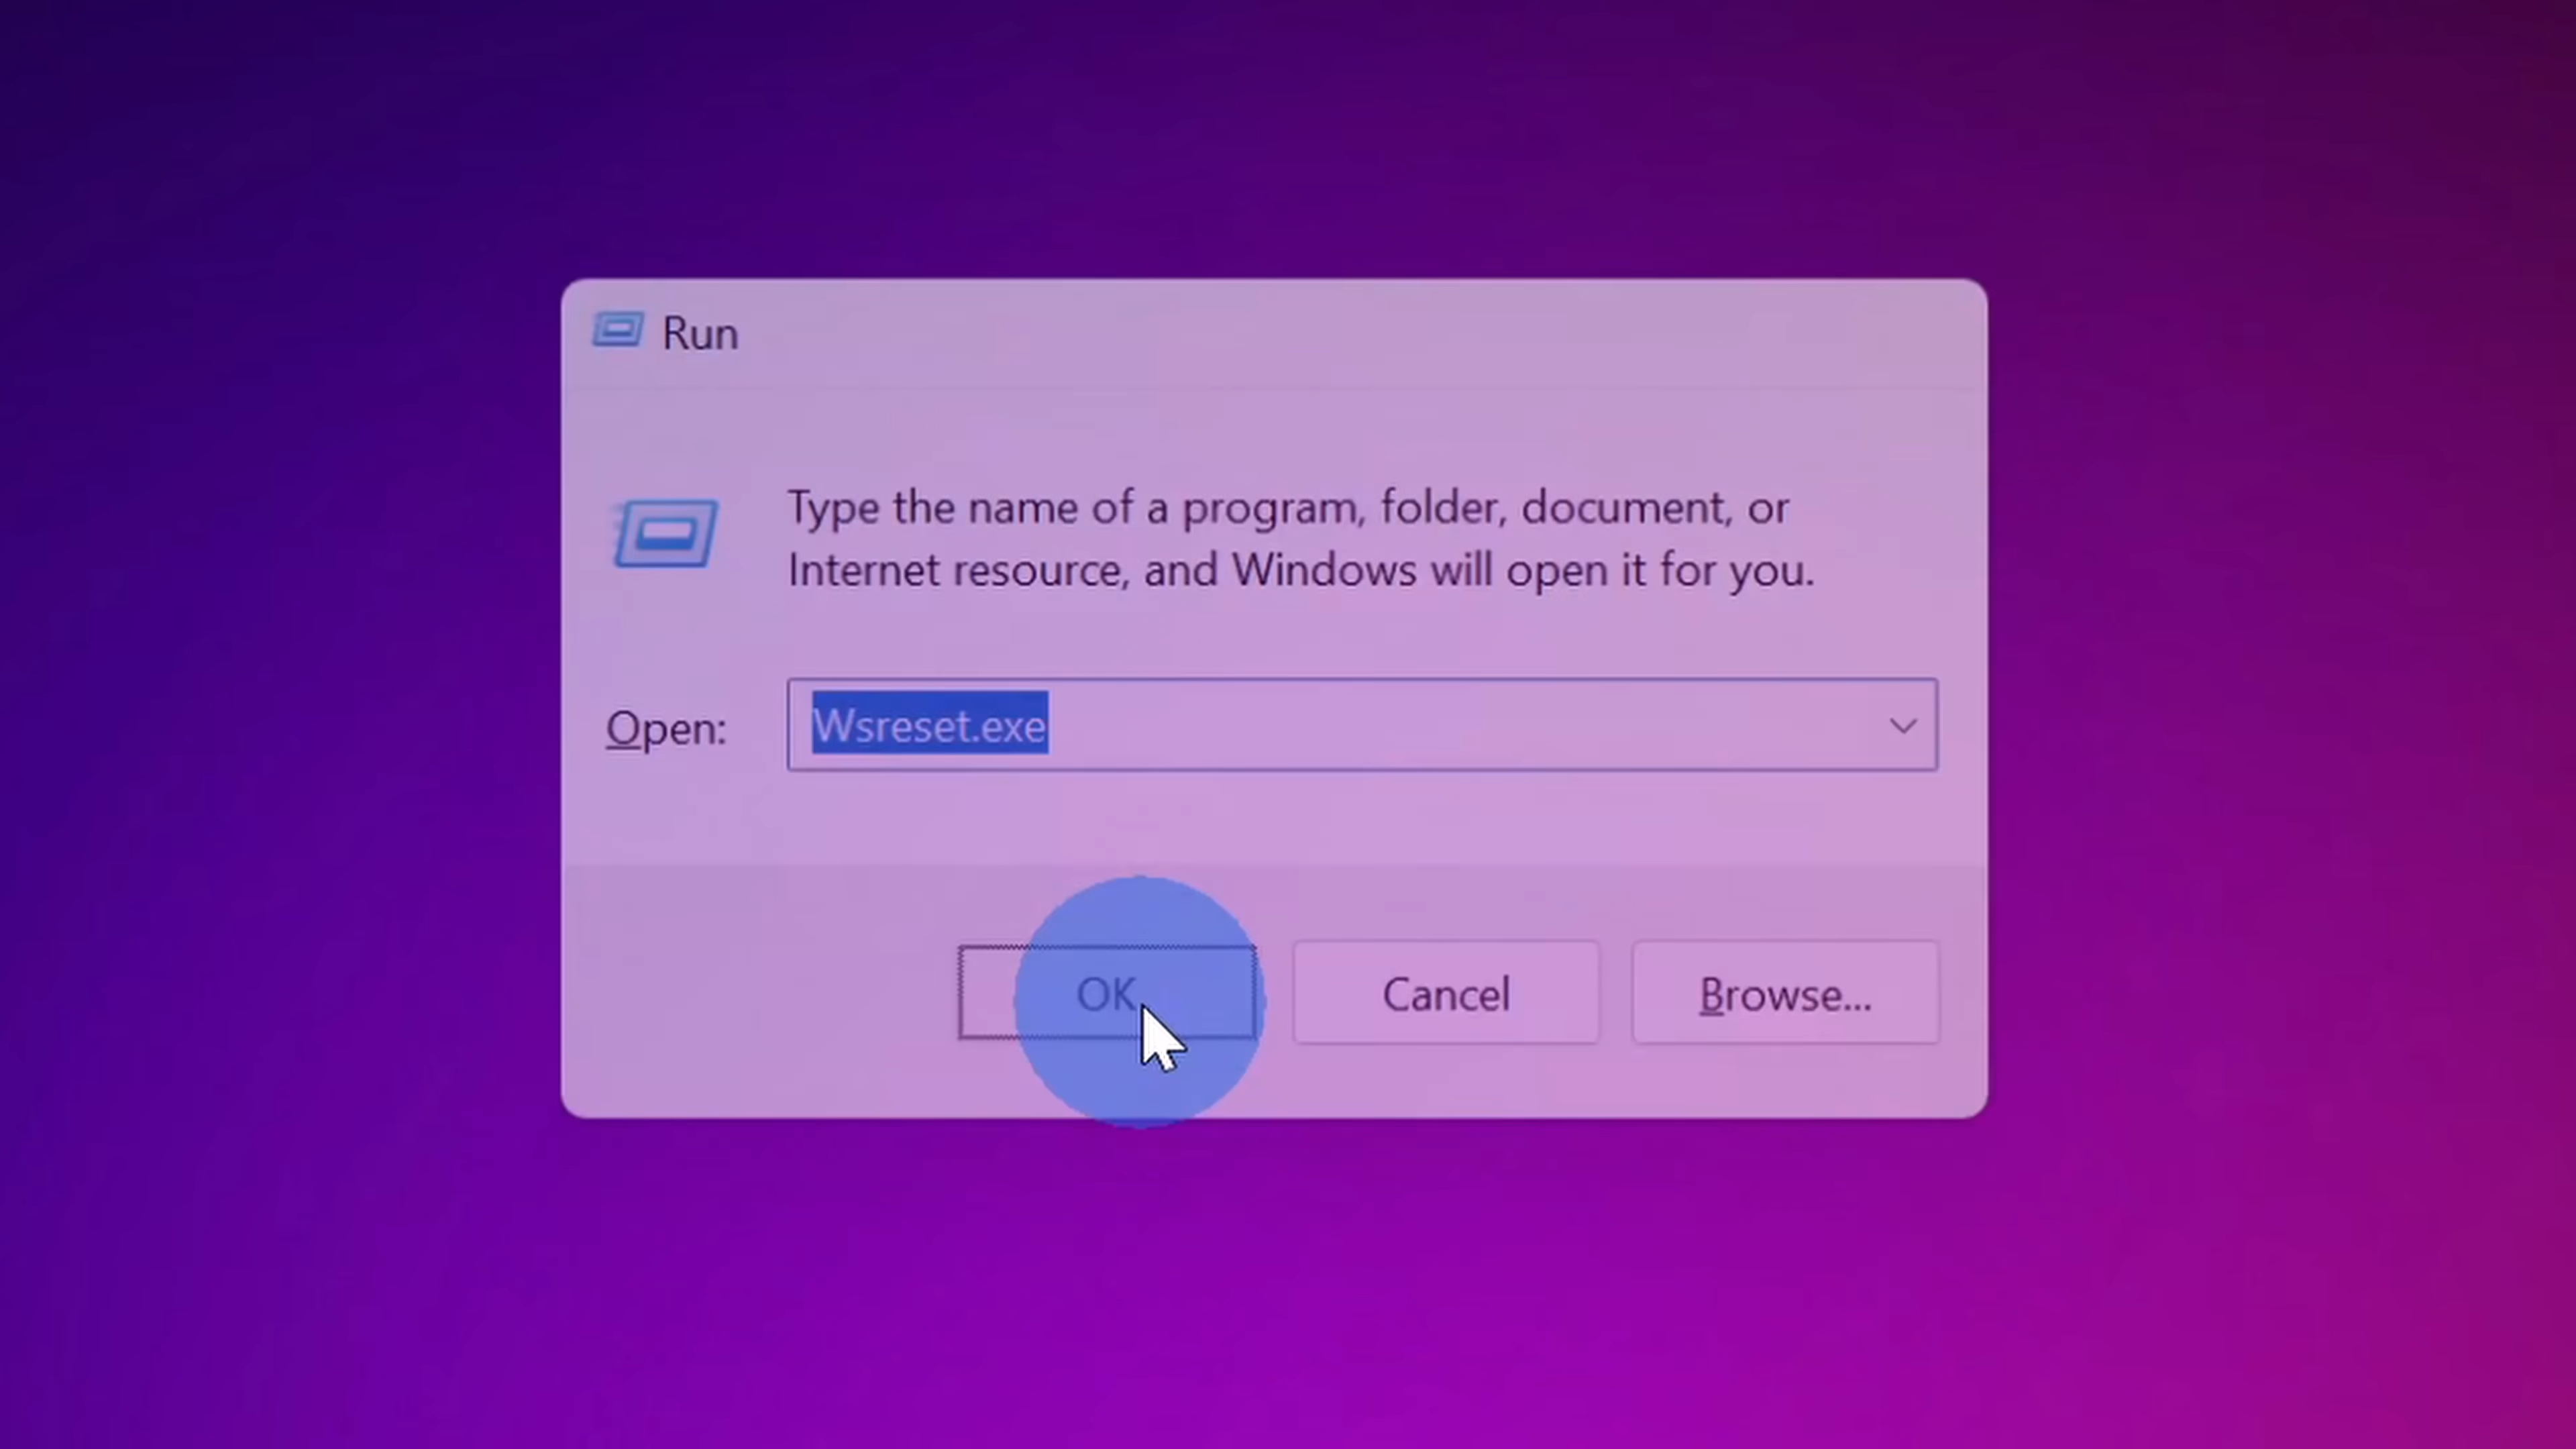 Run
Type the name of a program, folder, document, or
Internet resource, and Windows will open it for you.
Open:
Wsreset.exe
OK
Cancel
Browse...